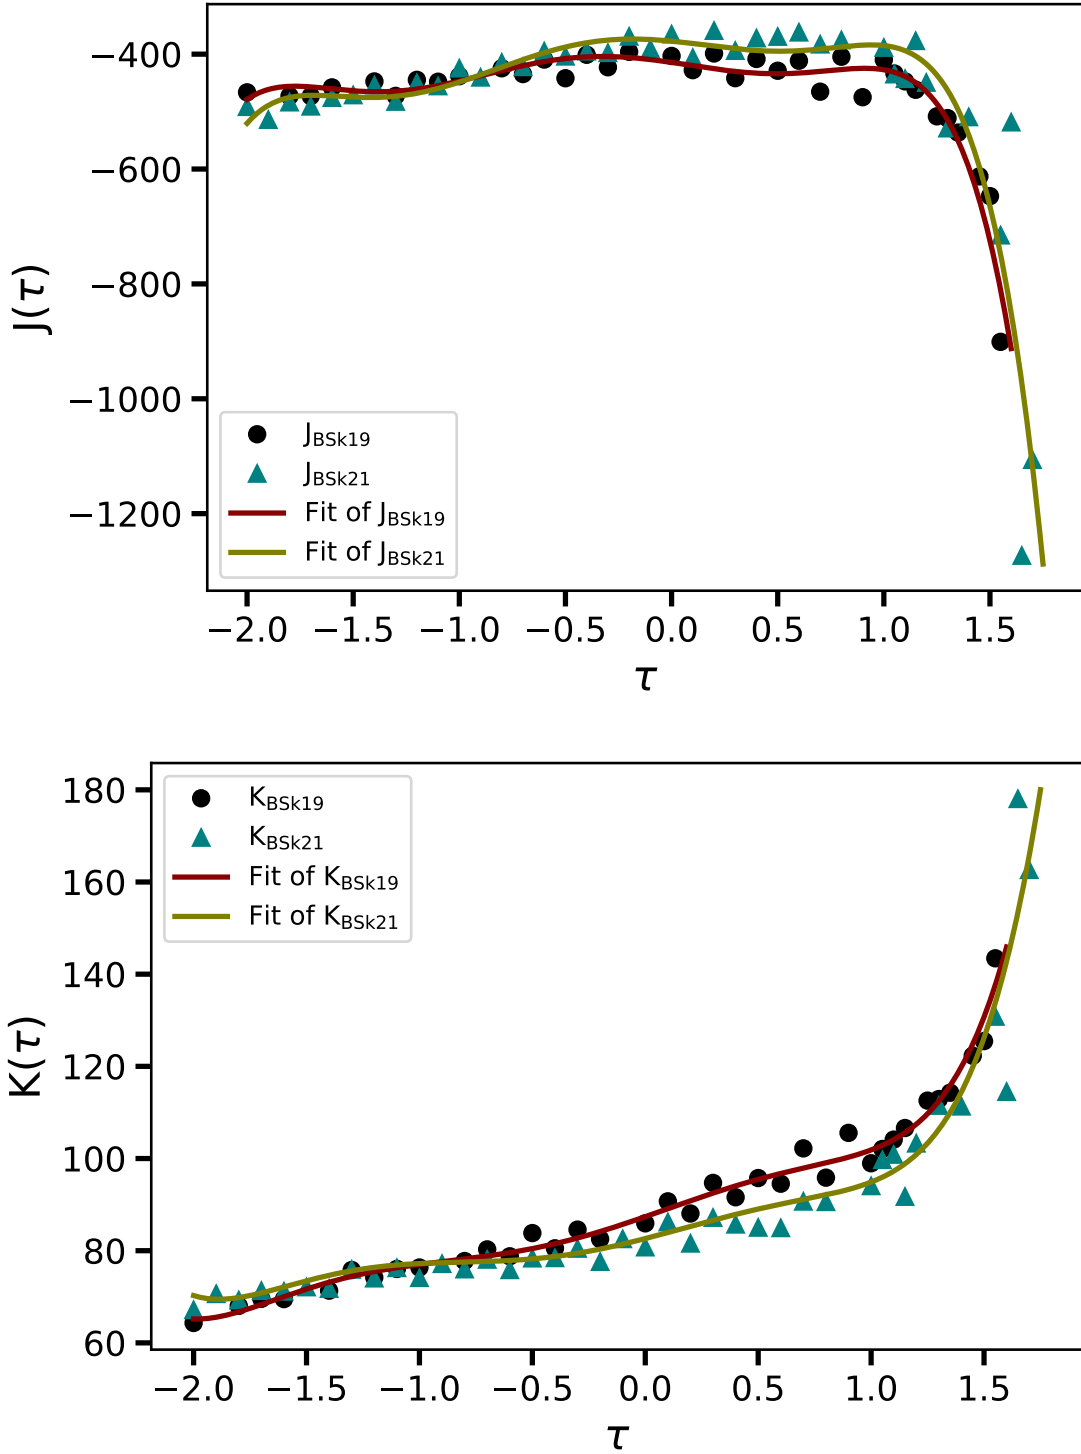 −400
−600
−800
−1000
−1200
J(τ)
J_BSk19
J_BSk21
Fit of J_BSk19
Fit of J_BSk21
−2.0 −1.5 −1.0 −0.5 0.0 0.5 1.0 1.5
τ
180
160
140
120
100
80
60
K(τ)
K_BSk19
K_BSk21
Fit of K_BSk19
Fit of K_BSk21
−2.0 −1.5 −1.0 −0.5 0.0 0.5 1.0 1.5
τ